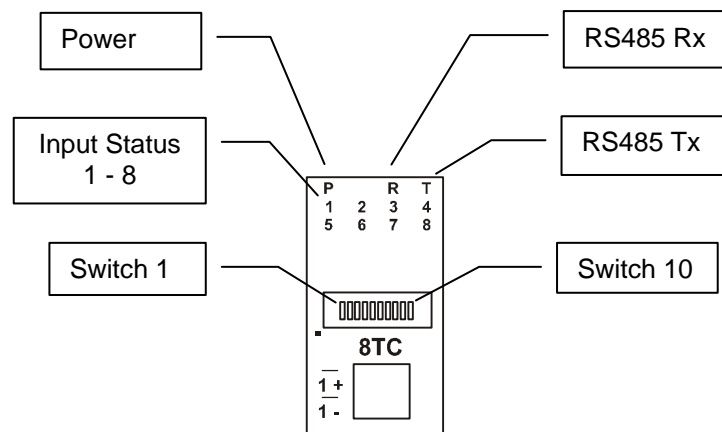 Power
RS485 Rx
Input Status
1 - 8
RS485 Tx
P R T
1 2 3 4
5 6 7 8
Switch 1
Switch 10
8TC
1 +
1 -